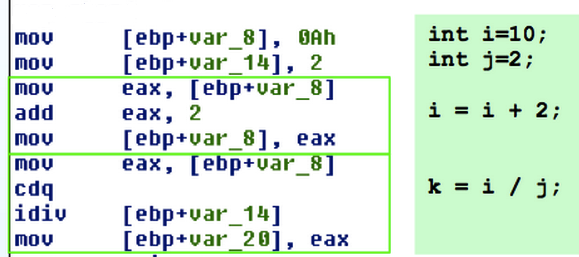 mov [ebp+var_8], 0Ah
mov [ebp+var_14], 2
mov eax, [ebp+var_8]
add eax, 2
mov [ebp+var_8], eax
mov eax, [ebp+var_8]
cdq
idiv [ebp+var_14]
mov [ebp+var_20], eax
int i=10;
int j=2;
i = i + 2;
k = i / j;